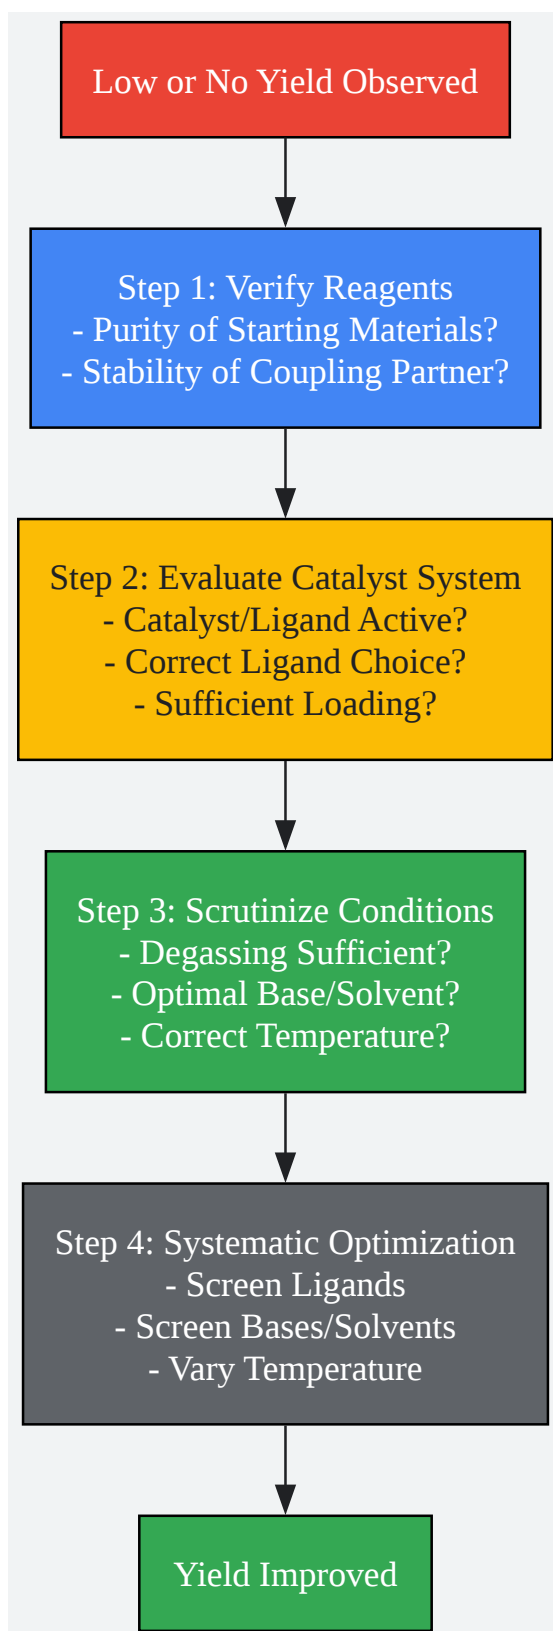 Low or No Yield Observed
Step 1: Verify Reagents
- Purity of Starting Materials?
- Stability of Coupling Partner?
Step 2: Evaluate Catalyst System
- Catalyst/Ligand Active?
- Correct Ligand Choice?
- Sufficient Loading?
Step 3: Scrutinize Conditions
- Degassing Sufficient?
- Optimal Base/Solvent?
- Correct Temperature?
Step 4: Systematic Optimization
- Screen Ligands
- Screen Bases/Solvents
- Vary Temperature
Yield Improved